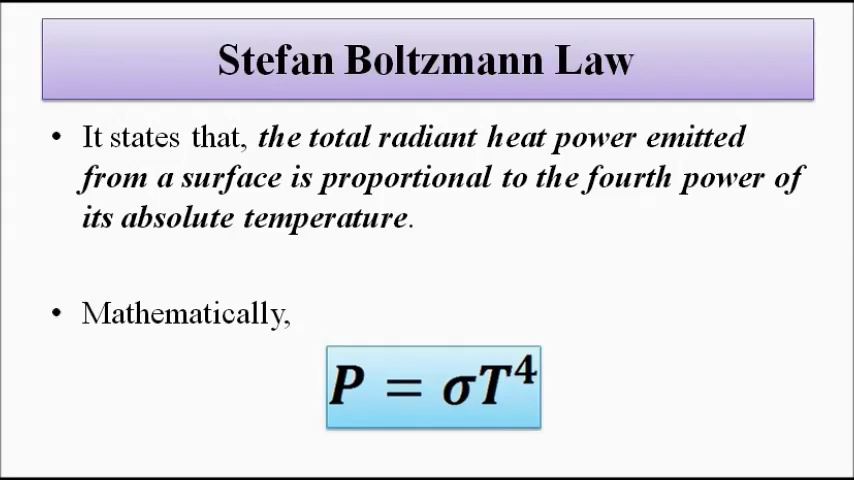 Stefan Boltzmann Law
• It states that, the total radiant heat power emitted
from a surface is proportional to the fourth power of
its absolute temperature.
• Mathematically,
P = σT⁴